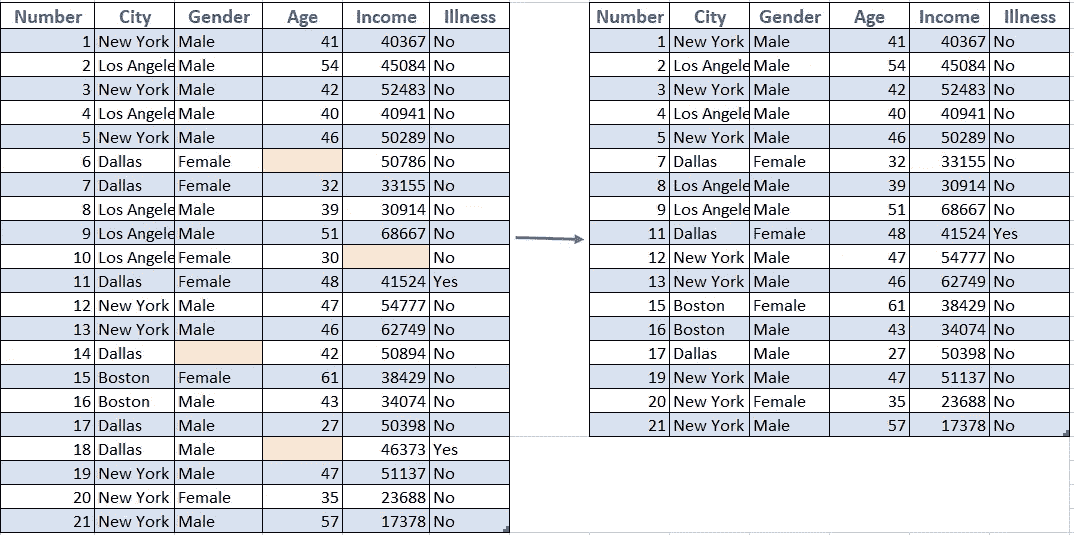 Number City Gender Age Income Illness Number City Gender Age Income Illness
1 New York Male 41 40367 No 1 New York Male 41 40367 No
2 Los Angele Male 54 45084 No 2 Los Angele Male 54 45084 No
3 New York Male 42 52483 No 3 New York Male 42 52483 No
4 Los Angele Male 40 40941 No 4 Los Angele Male 40 40941 No
5 New York Male 46 50289 No 5 New York Male 46 50289 No
6 Dallas Female 50786 No 7 Dallas Female 32 33155 No
7 Dallas Female 32 33155 No 8 Los Angele Male 39 30914 No
8 Los Angele Male 39 30914 No 9 Los Angele Male 51 68667 No
9 Los Angele Male 51 68667 No 11 Dallas Female 48 41524 Yes
10 Los Angele Female 30 No 12 New York Male 47 54777 No
11 Dallas Female 48 41524 Yes 13 New York Male 46 62749 No
12 New York Male 47 54777 No 15 Boston Female 61 38429 No
13 New York Male 46 62749 No 16 Boston Male 43 34074 No
14 Dallas 42 50894 No 17 Dallas Male 27 50398 No
15 Boston Female 61 38429 No 19 New York Male 47 51137 No
16 Boston Male 43 34074 No 20 New York Female 35 23688 No
17 Dallas Male 27 50398 No 21 New York Male 57 17378 No
18 Dallas Male 46373 Yes
19 New York Male 47 51137 No
20 New York Female 35 23688 No
21 New York Male 57 17378 No